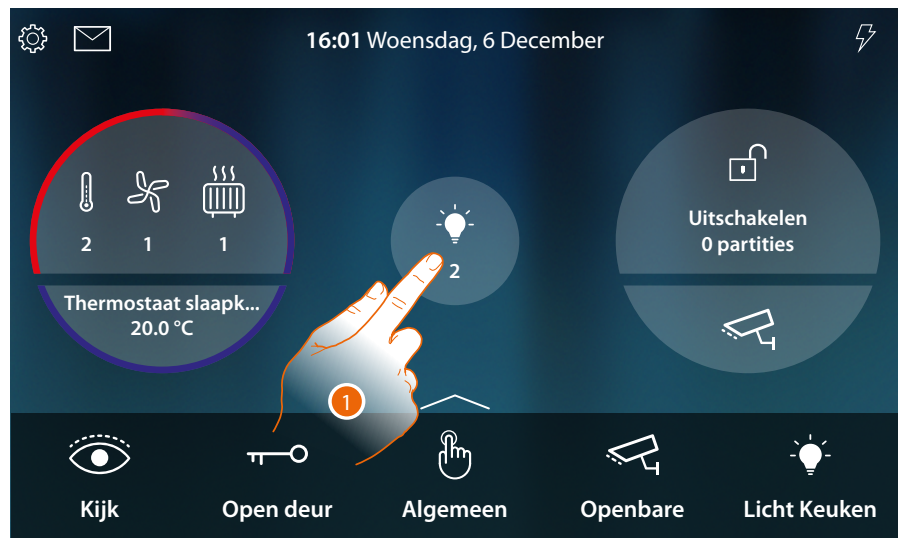 16:01 Woensdag, 6 December
2 1 1
Thermostaat slaapk...
20.0 °C
2
Uitschakelen
0 partities
1
Kijk Open deur Algemeen Openbare Licht Keuken